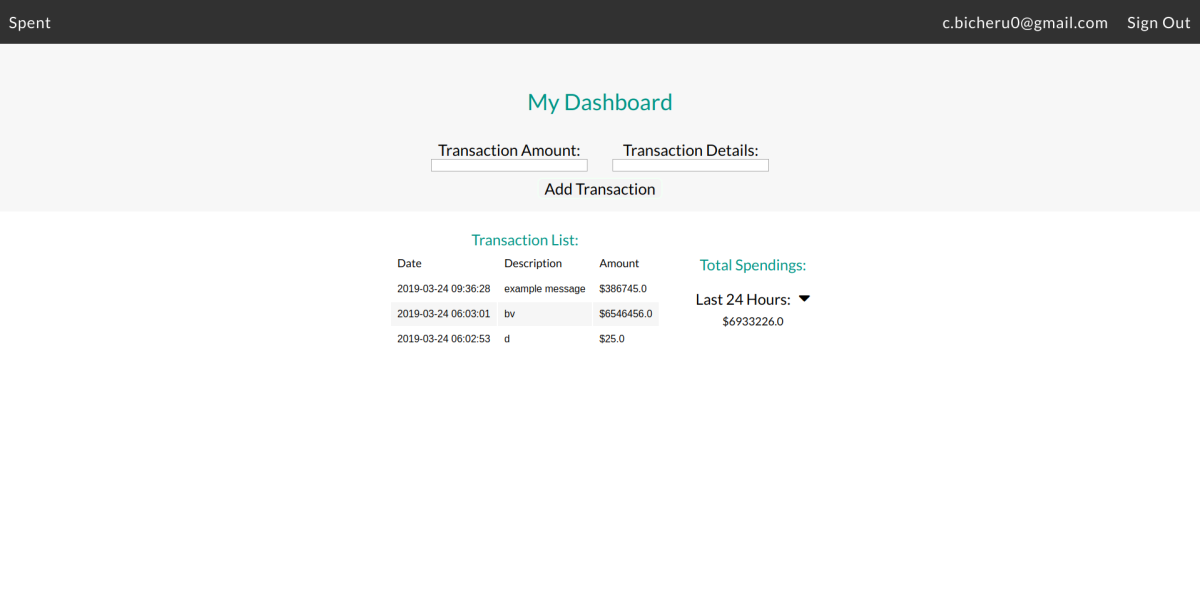 Spent c.bicheru0@gmail.com Sign Out
My Dashboard
Transaction Amount: Transaction Details:
Add Transaction
Transaction List:
Date Description Amount
2019-03-24 09:36:28 example message $386745.0
2019-03-24 06:03:01 bv $6546456.0
2019-03-24 06:02:53 d $25.0
Total Spendings:
Last 24 Hours:
$6933226.0